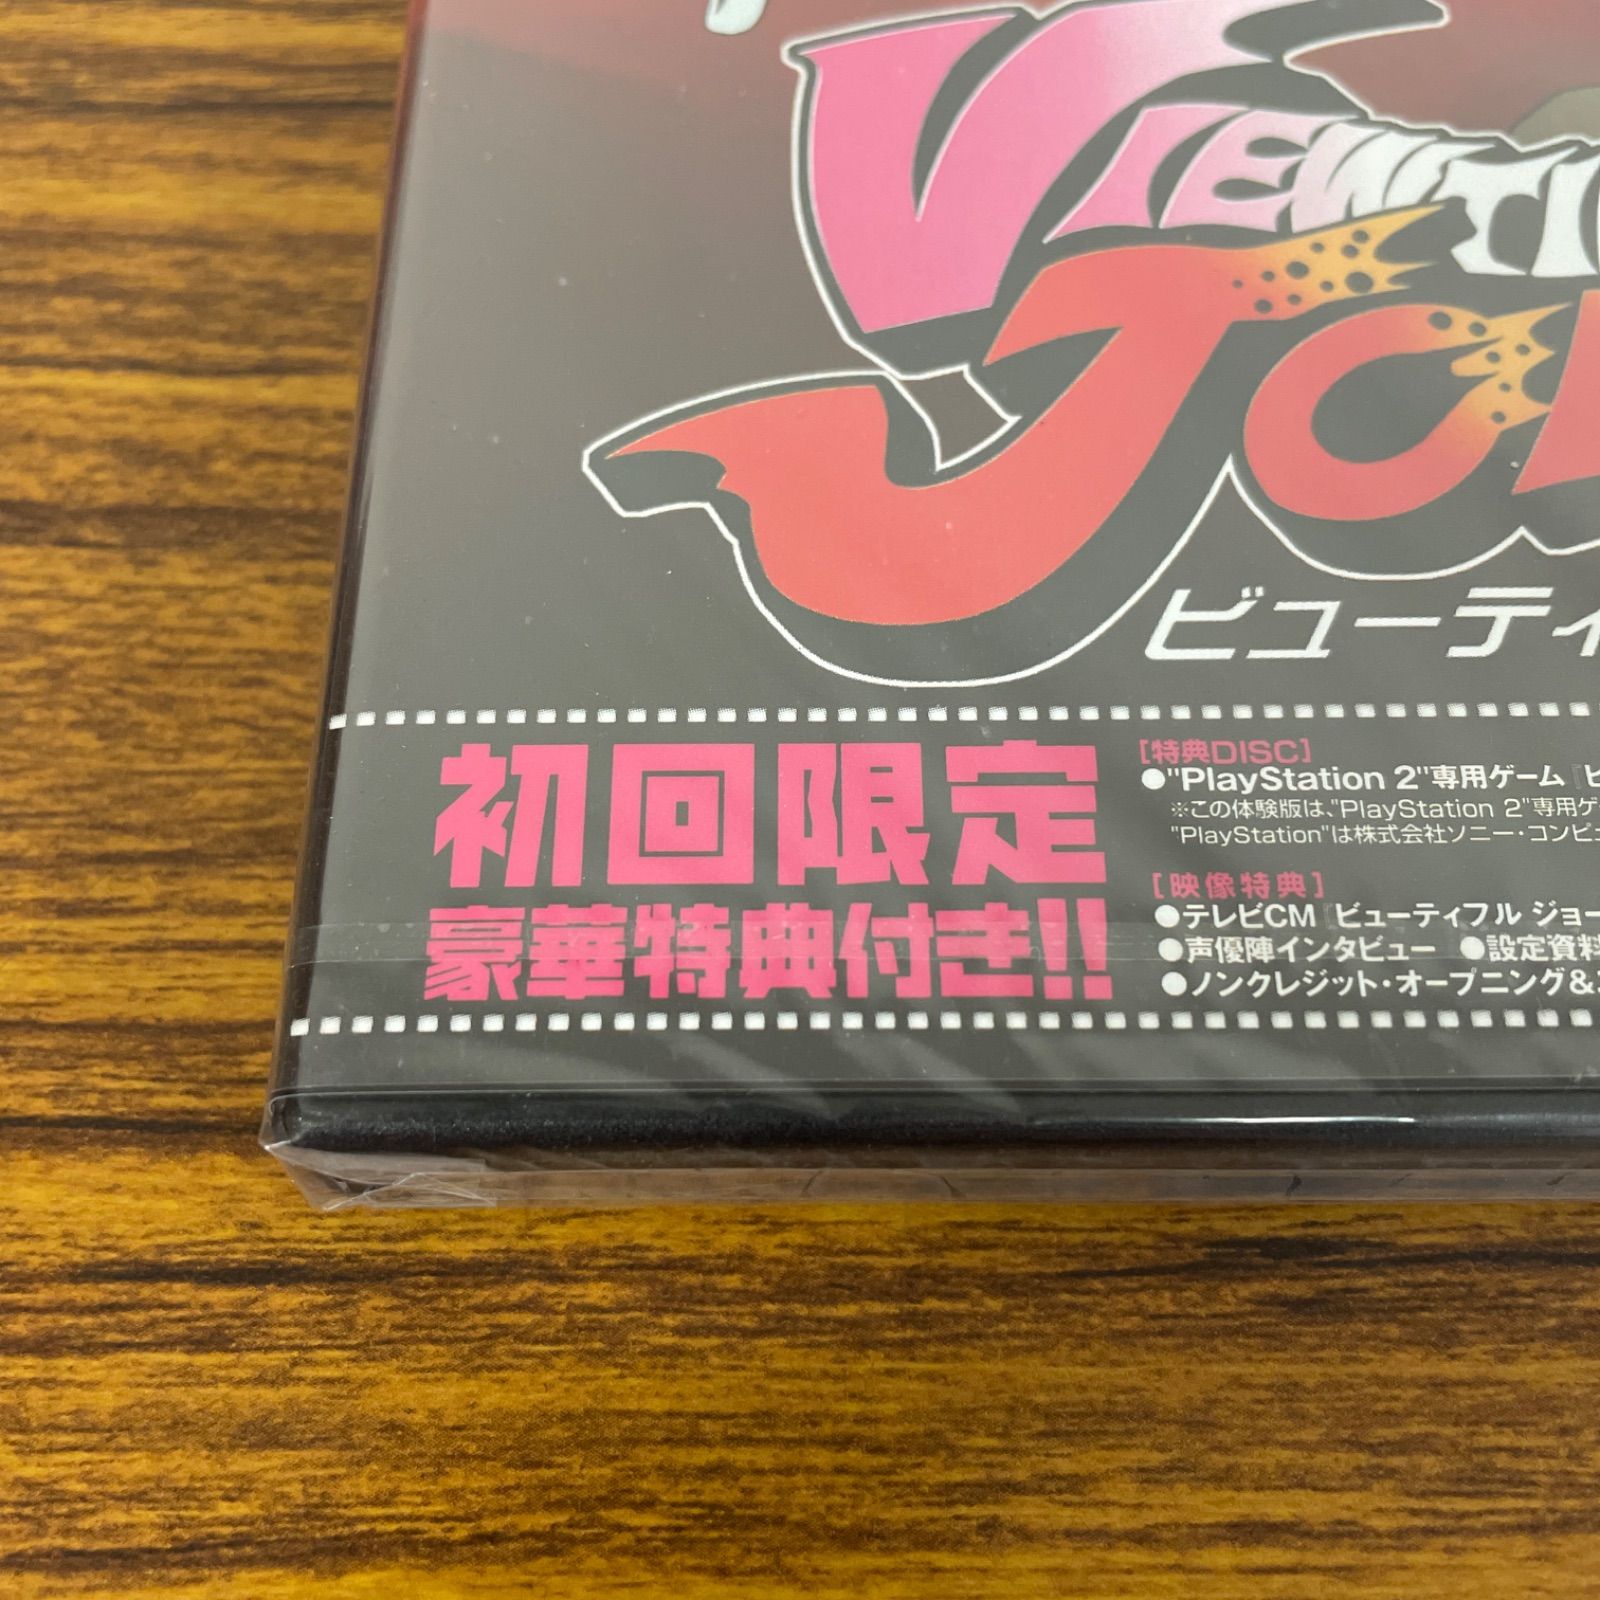 VIEWTI
JO
ビューティ
初回限定
豪華特典付き!!
[特典DISC]
●"PlayStation 2"専用ゲーム『ビ
※この体験版は、"PlayStation 2"専用ゲ
"PlayStation"は株式会社ソニー・コンピュ
[映像特典]
●テレビCM『ビューティフル ジョー
●声優陣インタビュー ●設定資料
●ノンクレジット・オープニング&エ